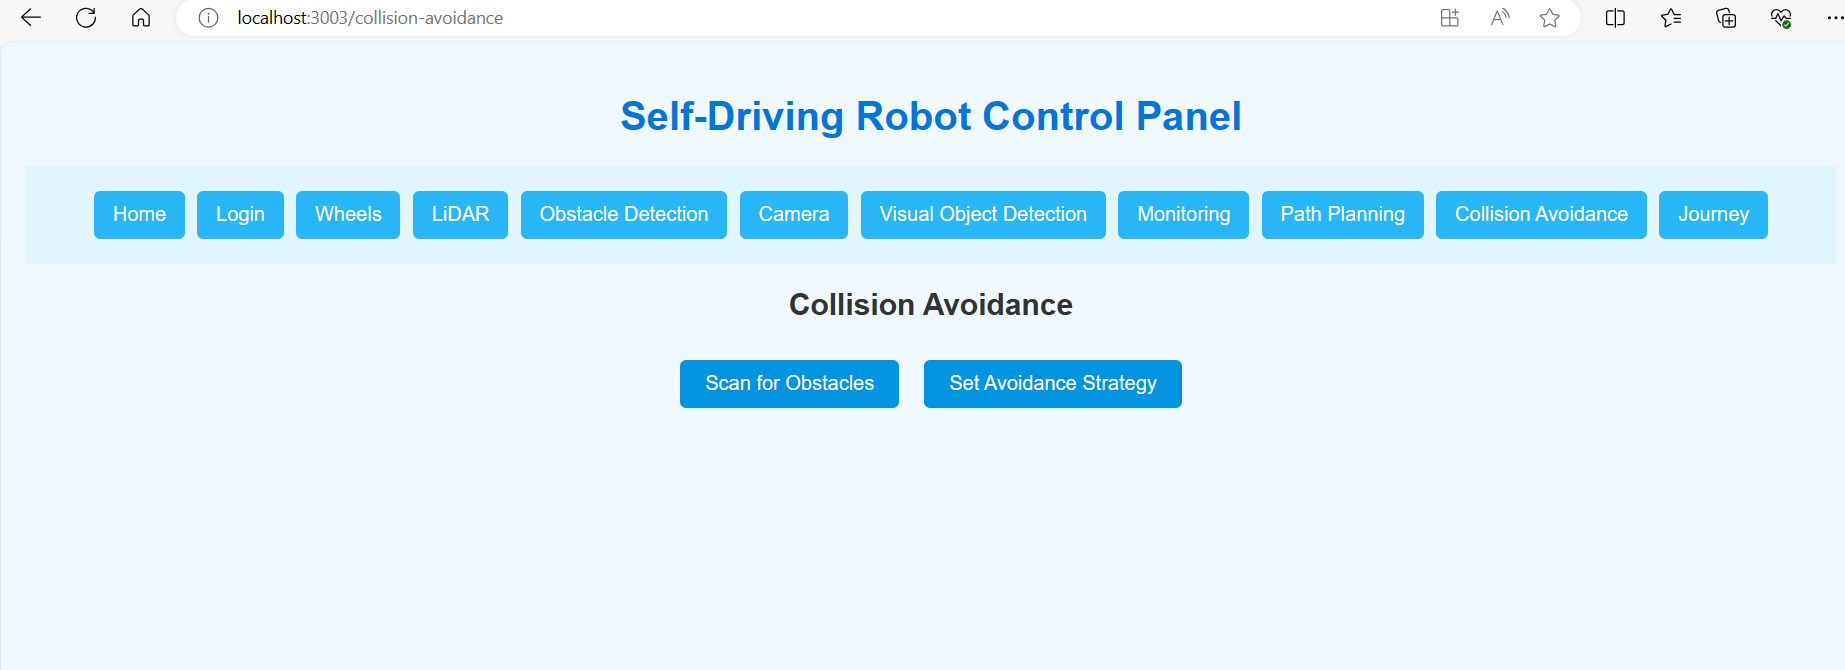 localhost:3003/collision-avoidance
Self-Driving Robot Control Panel
Home Login Wheels LiDAR Obstacle Detection Camera Visual Object Detection Monitoring Path Planning Collision Avoidance Journey
Collision Avoidance
Scan for Obstacles Set Avoidance Strategy